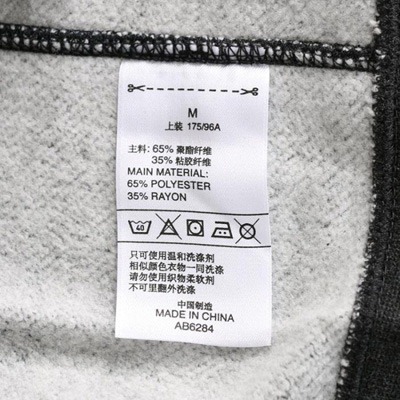 M
上装 175/96A
主料: 65% 聚酯纤维
35% 粘胶纤维
MAIN MATERIAL:
65% POLYESTER
35% RAYON
40
只可使用温和洗涤剂
相似颜色衣物一同洗涤
请勿使用织物柔软剂
不可里翻外洗涤
中国制造
MADE IN CHINA
AB6284